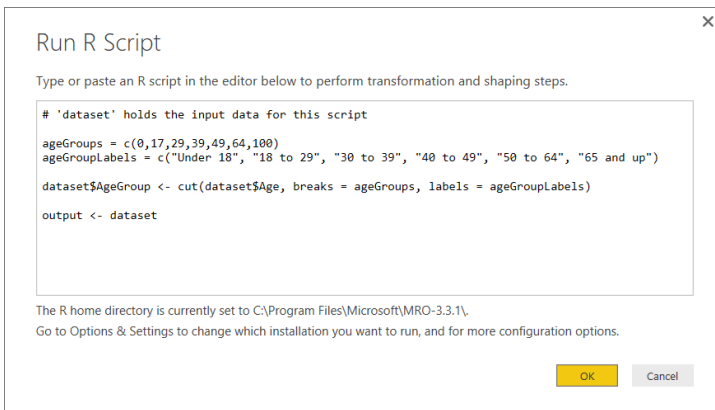 Run R Script
Type or paste an R script in the editor below to perform transformation and shaping steps.
# 'dataset' holds the input data for this script
ageGroups = c(0,17,29,39,49,64,100)
ageGroupLabels = c("Under 18", "18 to 29", "30 to 39", "40 to 49", "50 to 64", "65 and up")
dataset$AgeGroup <- cut(dataset$Age, breaks = ageGroups, labels = ageGroupLabels)
output <- dataset
The R home directory is currently set to C:\Program Files\Microsoft\MRO-3.3.1\.
Go to Options & Settings to change which installation you want to run, and for more configuration options.
OK Cancel